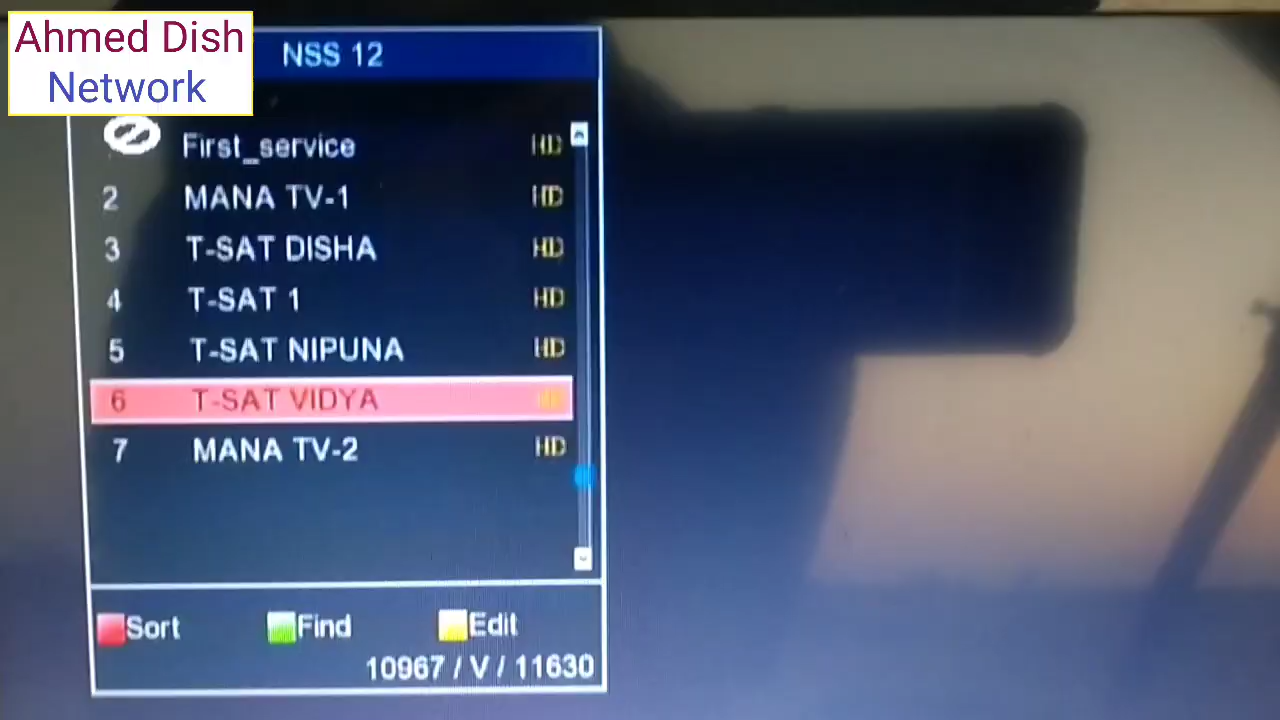 Ahmed Dish
Network
NSS 12
First_service HD
2 MANA TV-1 HD
3 T-SAT DISHA HD
4 T-SAT 1 HD
5 T-SAT NIPUNA HD
6 T-SAT VIDYA HD
7 MANA TV-2 HD
Sort Find Edit
10967 / V / 11630